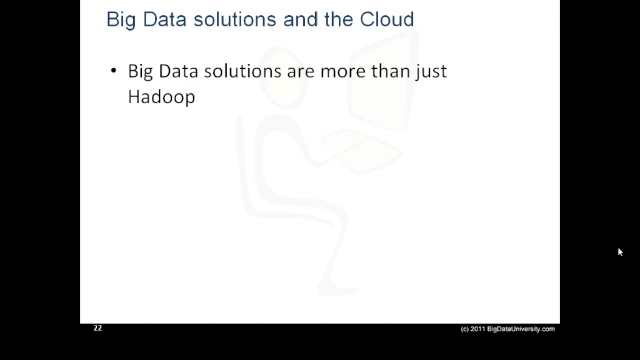 Big Data solutions and the Cloud
• Big Data solutions are more than just
Hadoop
22
(c) 2011 BigDataUniversity.com